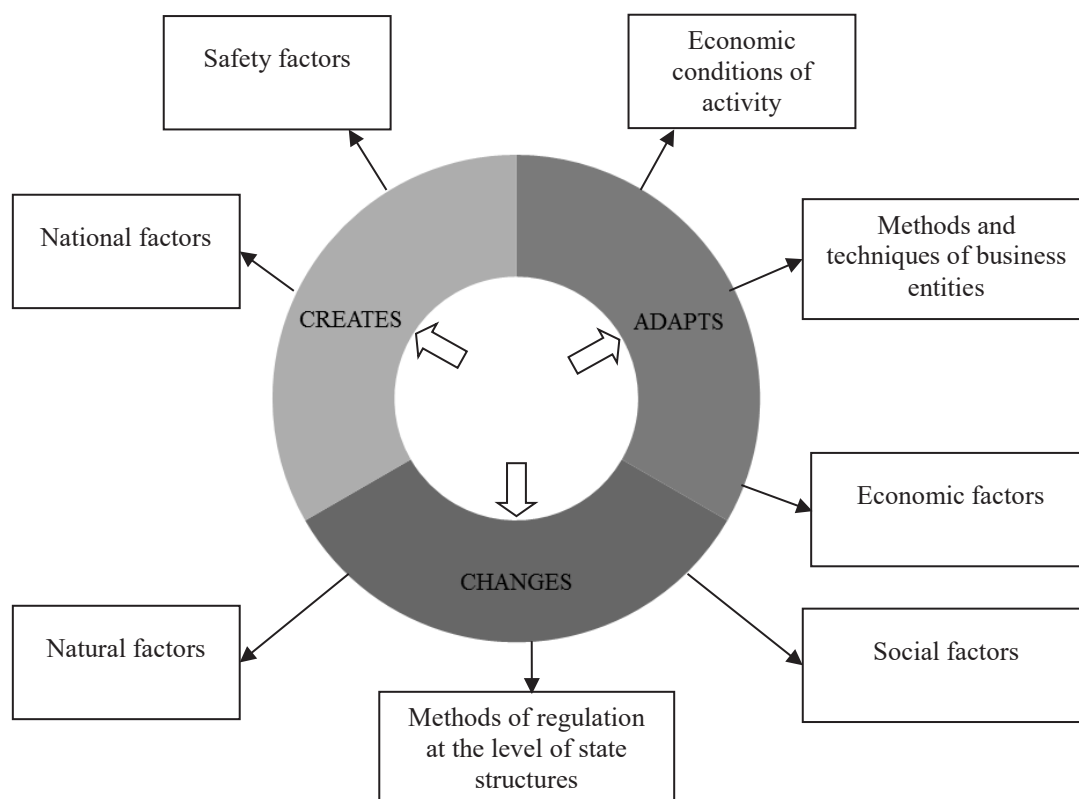 Safety factors
Economic
conditions of
activity
National factors
Methods and
techniques of business
entities
CREATES
ADAPTS
Economic factors
CHANGES
Natural factors
Social factors
Methods of regulation
at the level of state
structures